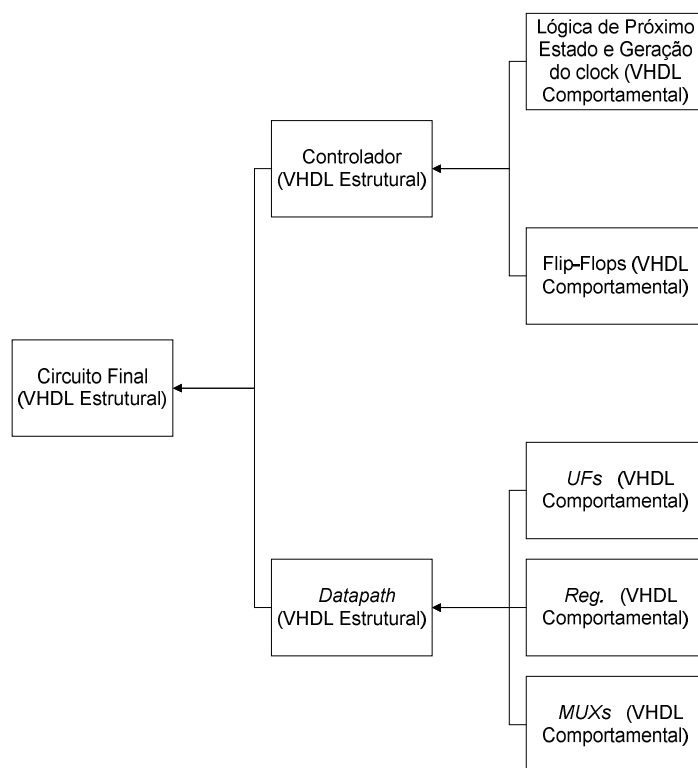 Lógica de Próximo
Estado e Geração
do clock (VHDL
Comportamental)
Controlador
(VHDL Estrutural)
Flip-Flops (VHDL
Comportamental)
Circuito Final
(VHDL Estrutural)
UFs (VHDL
Comportamental)
Datapath
(VHDL Estrutural)
Reg. (VHDL
Comportamental)
MUXs (VHDL
Comportamental)